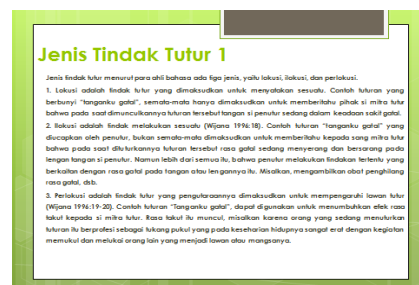 Jenis Tindak Tutur 1
Jenis tindak tutur menurut para ahli bahasa ada tiga jenis, yaitu lokusi, ilokusi, dan perlokusi.
1. Lokusi adalah tindak tutur yang dimaksudkan untuk menyatakan sesuatu. Contoh tuturan yang
berbunyi “tanganku gatal”, semata-mata hanya dimaksudkan untuk memberitahu pihak si mitra tutur
bahwa pada saat dimunculkannya tuturan tersebut tangan si penutur sedang dalam keadaan sakit gatal.
2. Ilokusi adalah tindak melakukan sesuatu (Wijana 1996:18). Contoh tuturan “tanganku gatal” yang
diucapkan oleh penutur, bukan semata-mata dimaksudkan untuk memberitahu kepada sang mitra tutur
bahwa pada saat dituturkannya tuturan tersebut rasa gatal sedang menyerang dan bersarang pada
lengan tangan si penutur. Namun lebih dari semua itu, bahwa penutur melakukan tindakan tertentu yang
berkaitan dengan rasa gatal pada tangan atau lengannya itu. Misalkan, mengambilkan obat penghilang
rasa gatal, dsb.
3. Perlokusi adalah tindak tutur yang pengutaraannya dimaksudkan untuk mempengaruhi lawan tutur
(Wijana 1996:19-20). Contoh tuturan “Tanganku gatal”, dapat digunakan untuk menumbuhkan efek rasa
takut kepada si mitra tutur. Rasa takut itu muncul, misalkan karena orang yang sedang menuturkan
tuturan itu berprofesi sebagai tukang pukul yang pada keseharian hidupnya sangat erat dengan kegiatan
memukul dan melukai orang lain yang menjadi lawan atau mangsanya.